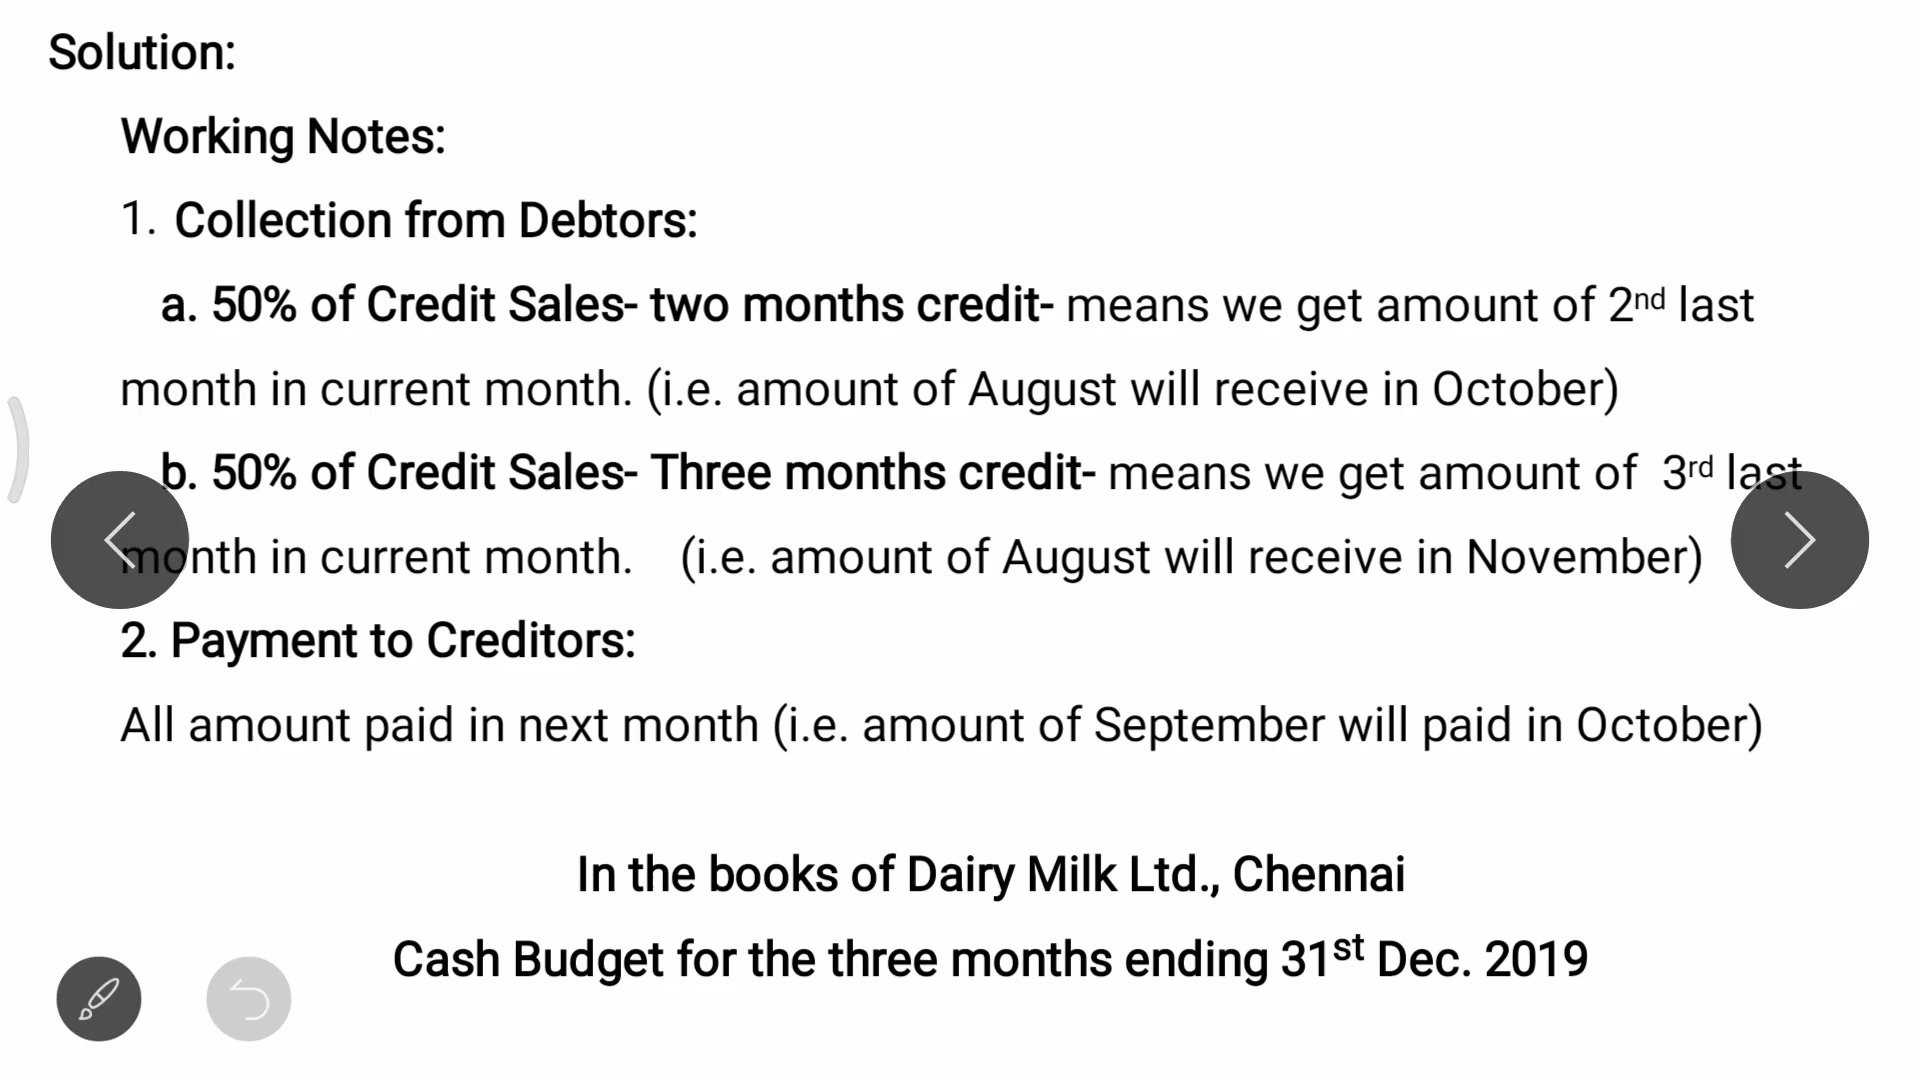 Solution:
Working Notes:
1. Collection from Debtors:
a. 50% of Credit Sales- two months credit- means we get amount of 2nd last
month in current month. (i.e. amount of August will receive in October)
b. 50% of Credit Sales- Three months credit- means we get amount of 3rd last
month in current month. (i.e. amount of August will receive in November)
2. Payment to Creditors:
All amount paid in next month (i.e. amount of September will paid in October)
In the books of Dairy Milk Ltd., Chennai
Cash Budget for the three months ending 31st Dec. 2019